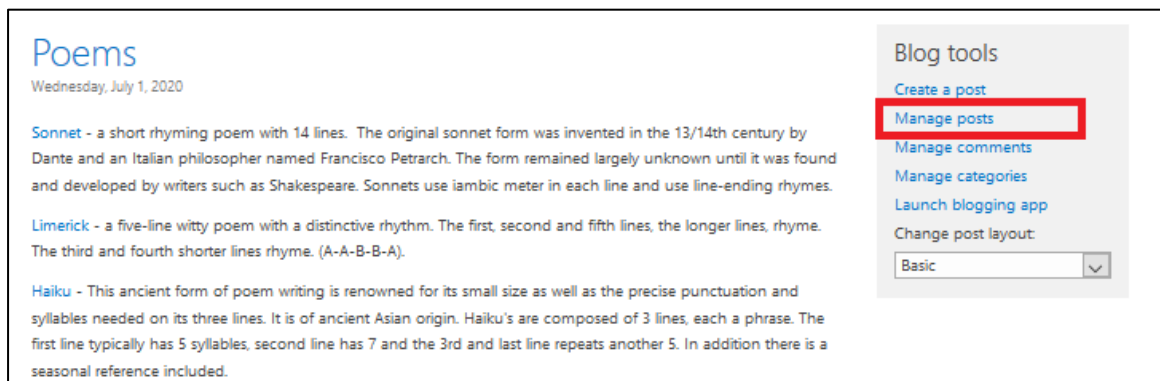 Poems
Wednesday, July 1, 2020
Sonnet - a short rhyming poem with 14 lines. The original sonnet form was invented in the 13/14th century by
Dante and an Italian philosopher named Francisco Petrarch. The form remained largely unknown until it was found
and developed by writers such as Shakespeare. Sonnets use iambic meter in each line and use line-ending rhymes.
Limerick - a five-line witty poem with a distinctive rhythm. The first, second and fifth lines, the longer lines, rhyme.
The third and fourth shorter lines rhyme. (A-A-B-B-A).
Haiku - This ancient form of poem writing is renowned for its small size as well as the precise punctuation and
syllables needed on its three lines. It is of ancient Asian origin. Haiku's are composed of 3 lines, each a phrase. The
first line typically has 5 syllables, second line has 7 and the 3rd and last line repeats another 5. In addition there is a
seasonal reference included.
Blog tools
Create a post
Manage posts
Manage comments
Manage categories
Launch blogging app
Change post layout:
Basic